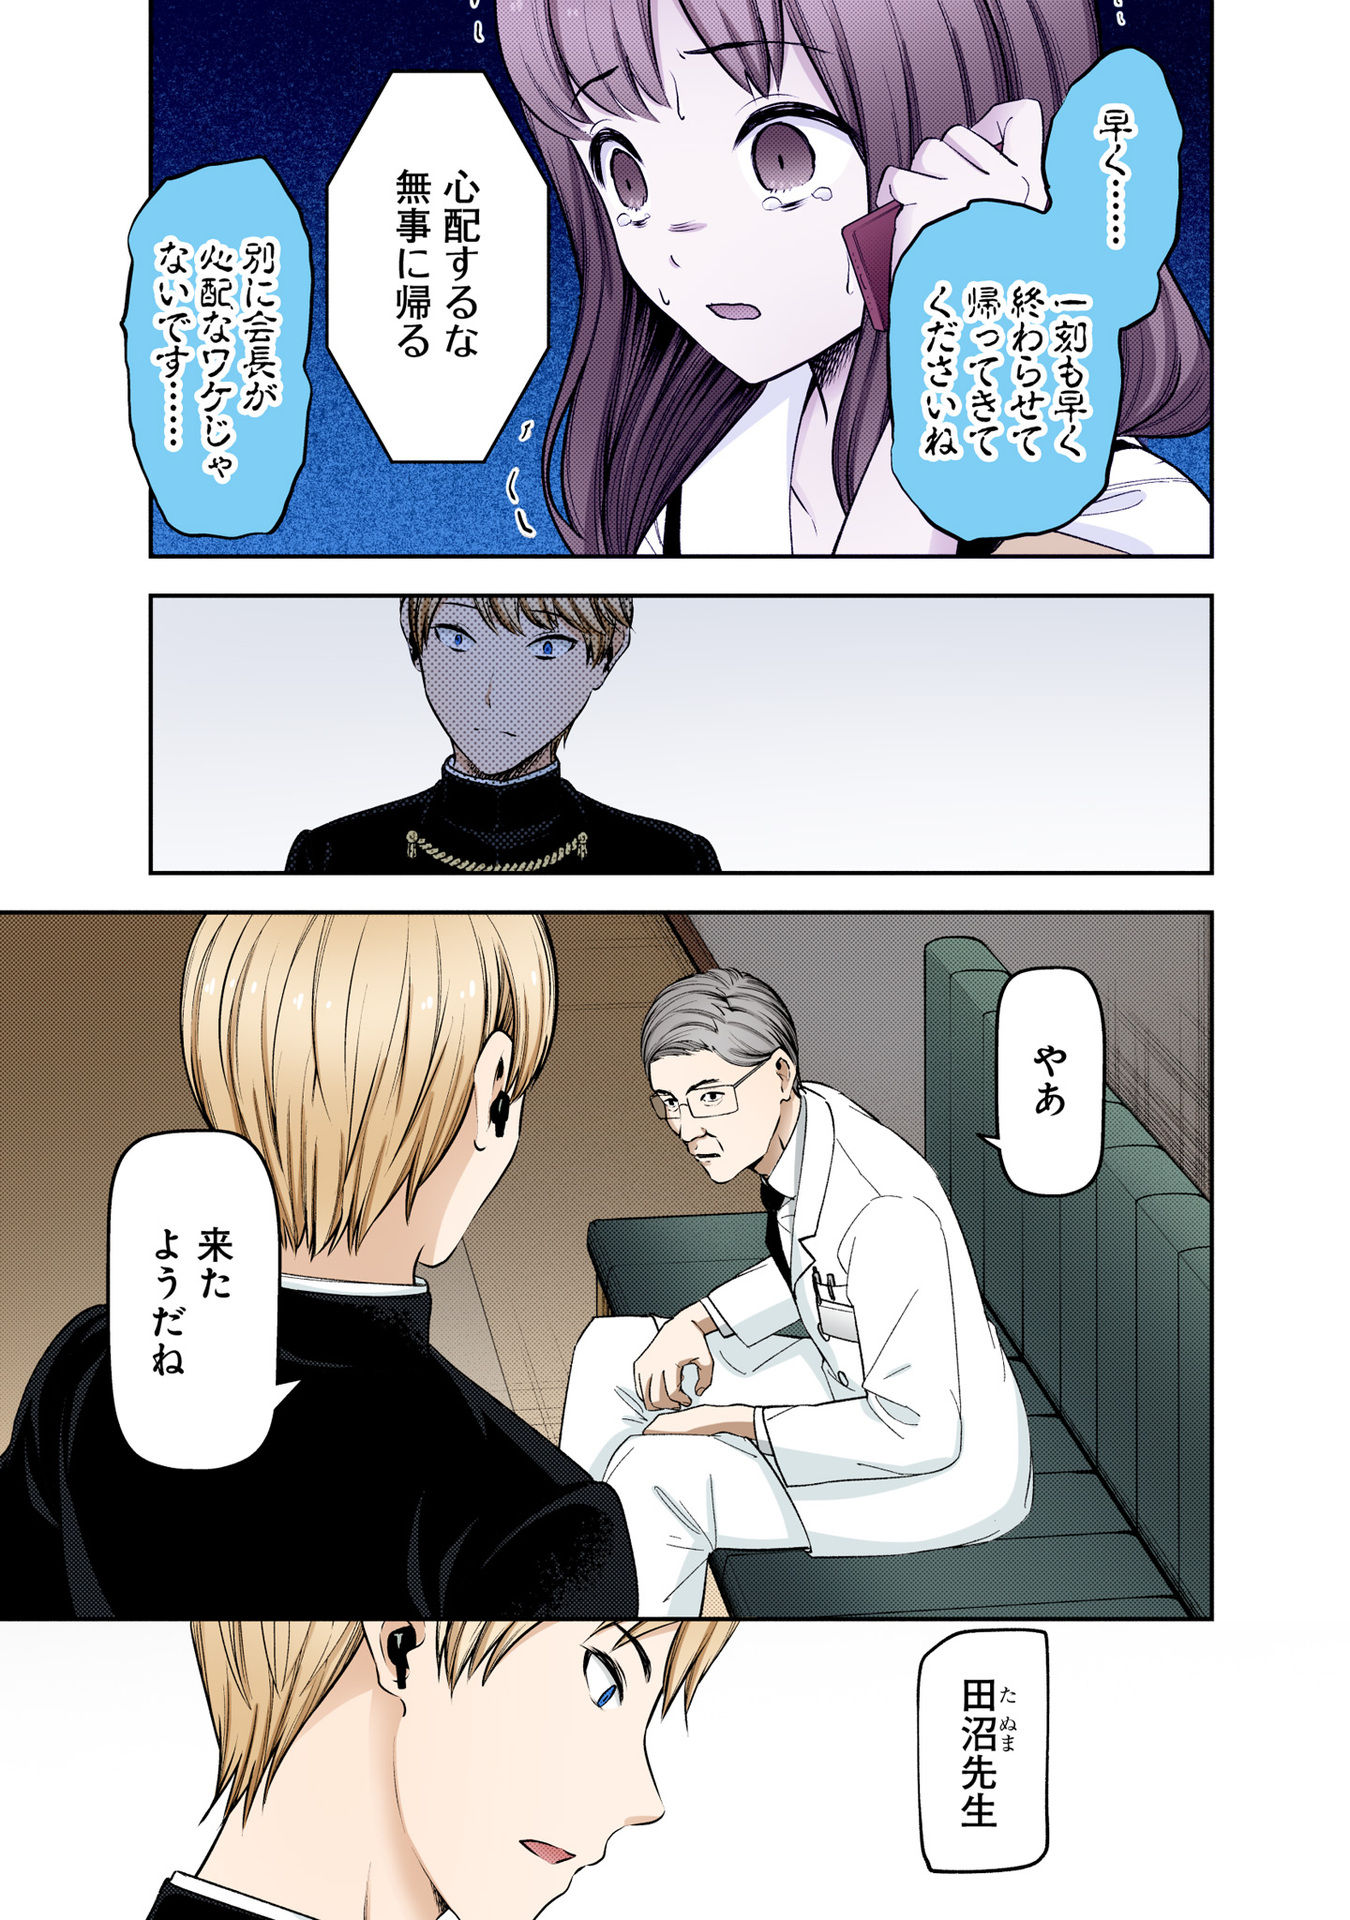 早く……
一刻も早く
終わらせて
帰ってきて
くださいね
心配するな
無事に帰る
別に会長が
心配なワケじゃ
ないです……
やあ
来た
ようだね
田沼先生
たぬま